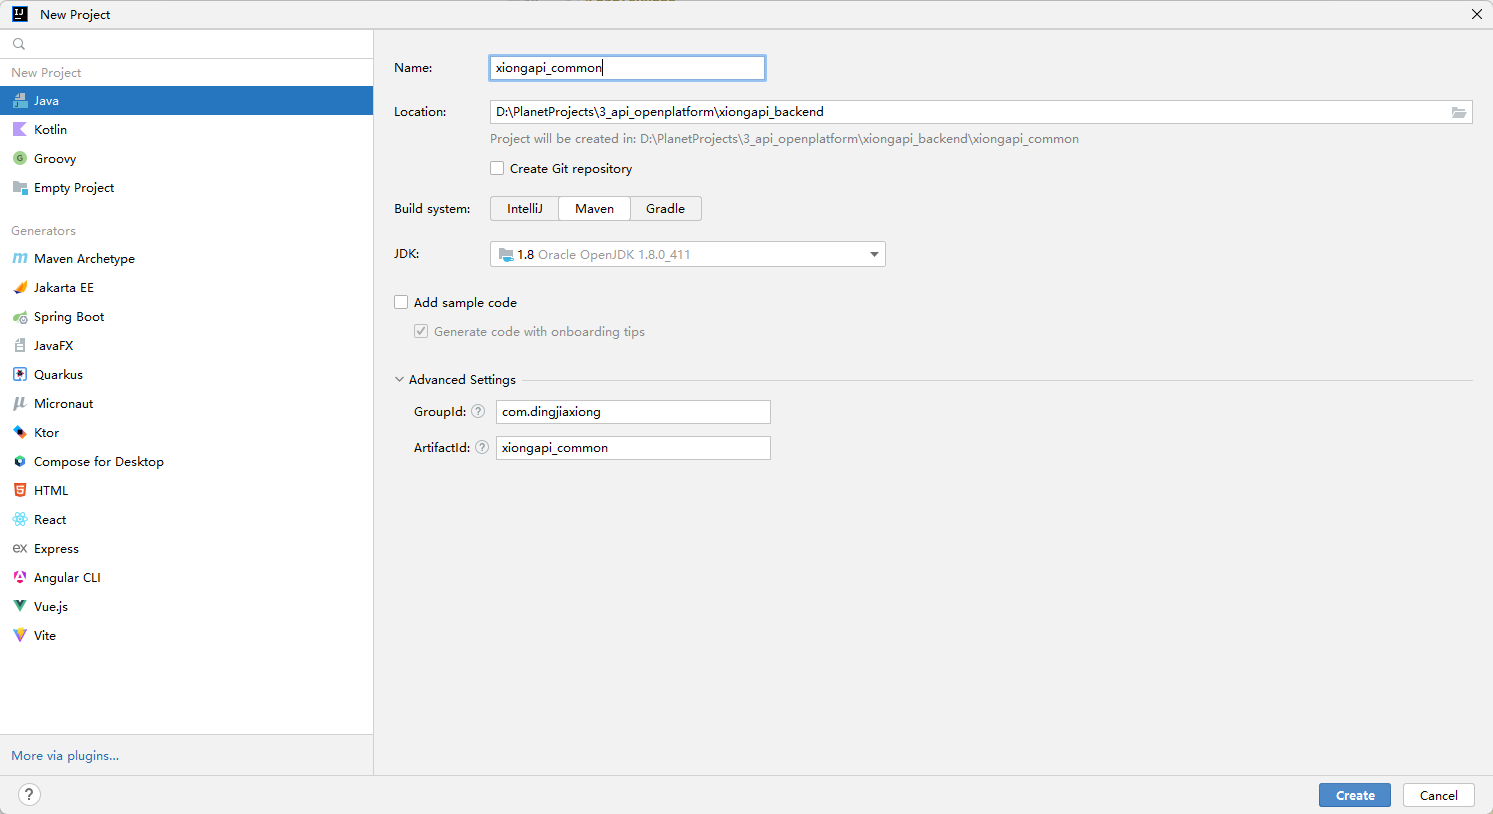 New Project
New Project
Java
Kotlin
Groovy
Empty Project
Generators
Maven Archetype
Jakarta EE
Spring Boot
JavaFX
Quarkus
Micronaut
Ktor
Compose for Desktop
HTML
React
ex Express
Angular CLI
Vue.js
Vite
More via plugins...
Name: xiongapi_common
Location: D:\PlanetProjects\3_api_openplatform\xiongapi_backend
Project will be created in: D:\PlanetProjects\3_api_openplatform\xiongapi_backend\xiongapi_common
Create Git repository
Build system: IntelliJ Maven Gradle
JDK: 1.8 Oracle OpenJDK 1.8.0_411
Add sample code
Generate code with onboarding tips
Advanced Settings
GroupId: ? com.dingjiaxiong
ArtifactId: ? xiongapi_common
? Create Cancel